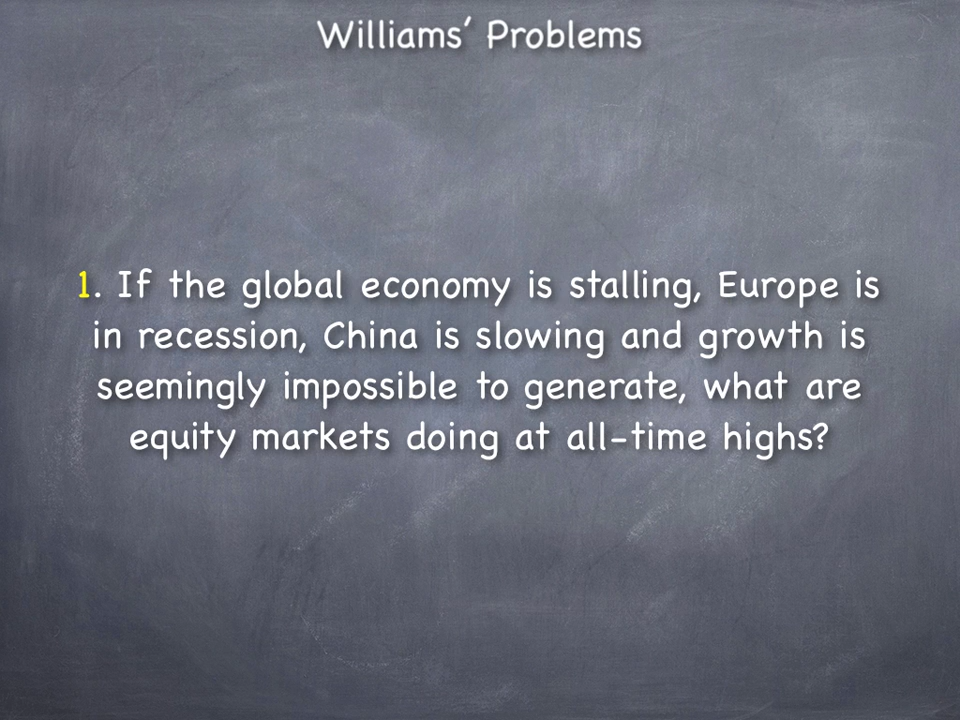 Williams’ Problems
1. If the global economy is stalling, Europe is
in recession, China is slowing and growth is
seemingly impossible to generate, what are
equity markets doing at all-time highs?